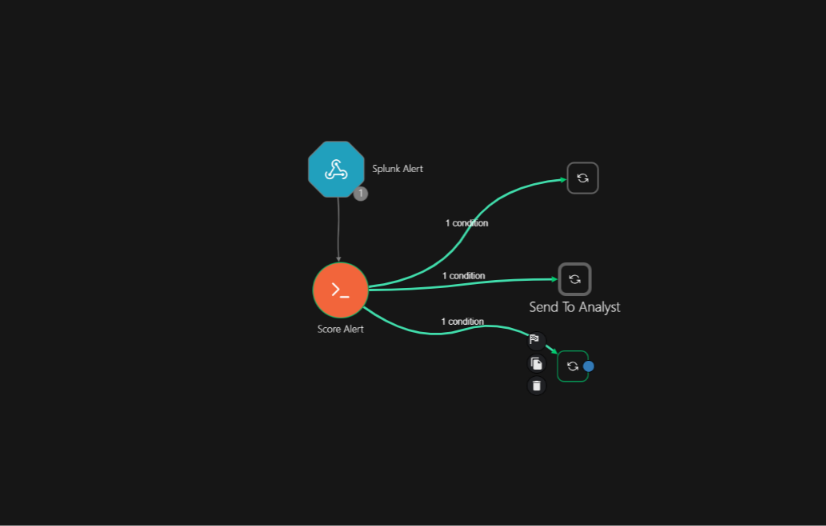 Splunk Alert
1
1 condition
1 condition
Send To Analyst
1 condition
Score Alert